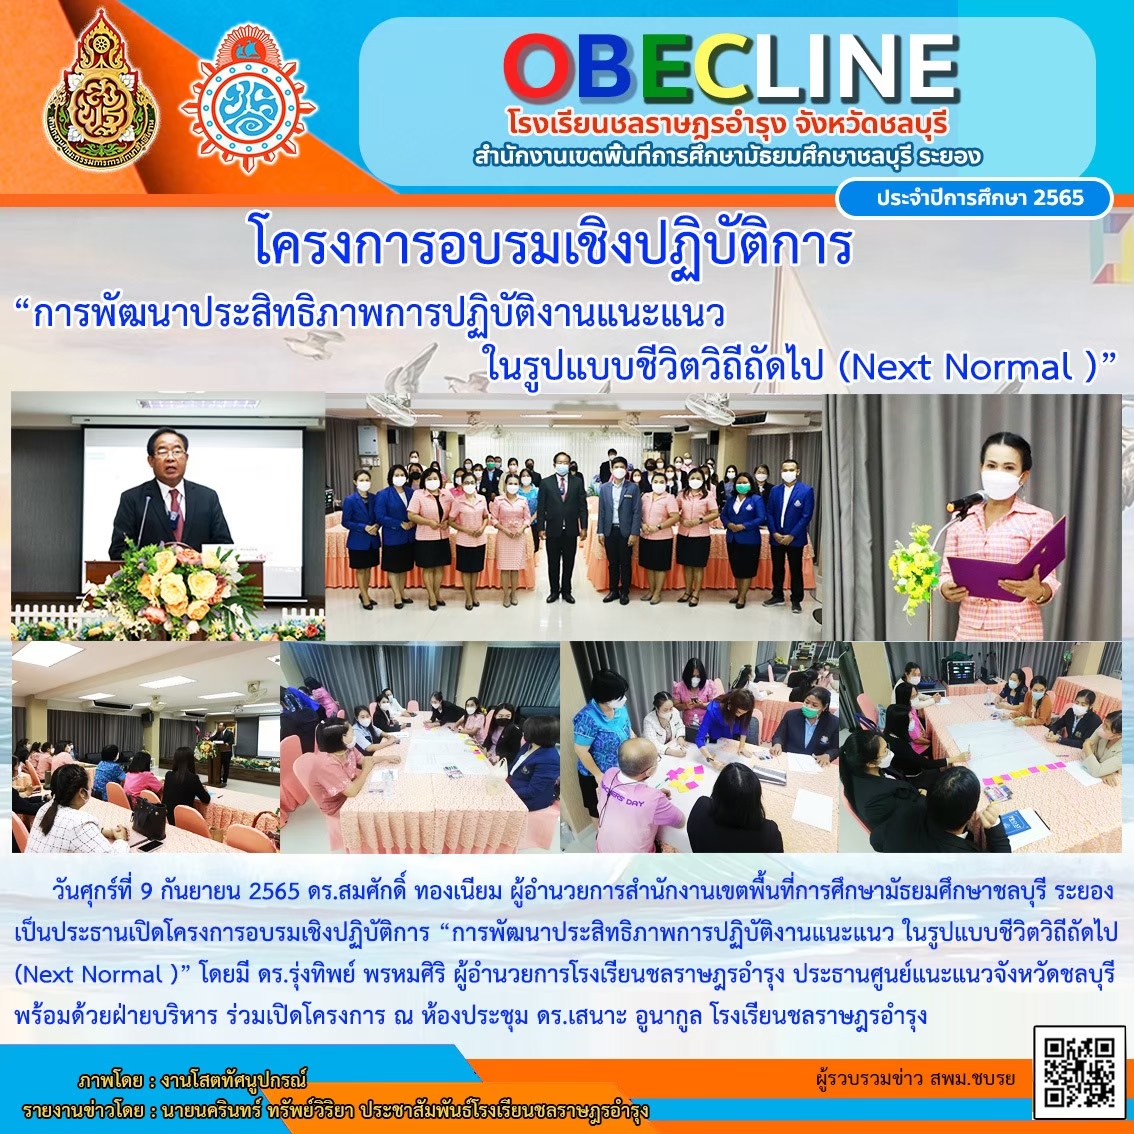 OBECLINE
โรงเรียนชลราษฎรอำรุง จังหวัดชลบุรี
สำนักงานเขตพื้นที่การศึกษามัธยมศึกษาชลบุรี ระยอง
ประจำปีการศึกษา 2565
โครงการอบรมเชิงปฏิบัติการ
“การพัฒนาประสิทธิภาพการปฏิบัติงานแนะแนว
ในรูปแบบชีวิตวิถีถัดไป (Next Normal )”
DAY
วันศุกร์ที่ 9 กันยายน 2565 ดร.สมศักดิ์ ทองเนียม ผู้อำนวยการสำนักงานเขตพื้นที่การศึกษามัธยมศึกษาชลบุรี ระยอง
เป็นประธานเปิดโครงการอบรมเชิงปฏิบัติการ “การพัฒนาประสิทธิภาพการปฏิบัติงานแนะแนว ในรูปแบบชีวิตวิถีถัดไป
(Next Normal )” โดยมี ดร.รุ่งทิพย์ พรหมศิริ ผู้อำนวยการโรงเรียนชลราษฎรอำรุง ประธานศูนย์แนะแนวจังหวัดชลบุรี
พร้อมด้วยฝ่ายบริหาร ร่วมเปิดโครงการ ณ ห้องประชุม ดร.เสนาะ อูนากูล โรงเรียนชลราษฎรอำรุง
ภาพโดย : งานโสตทัศนูปกรณ์
รายงานข่าวโดย : นายนครินทร์ ทรัพย์วิริยา ประชาสัมพันธ์โรงเรียนชลราษฎรอำรุง
ผู้รวบรวมข่าว สพม.ชบรย